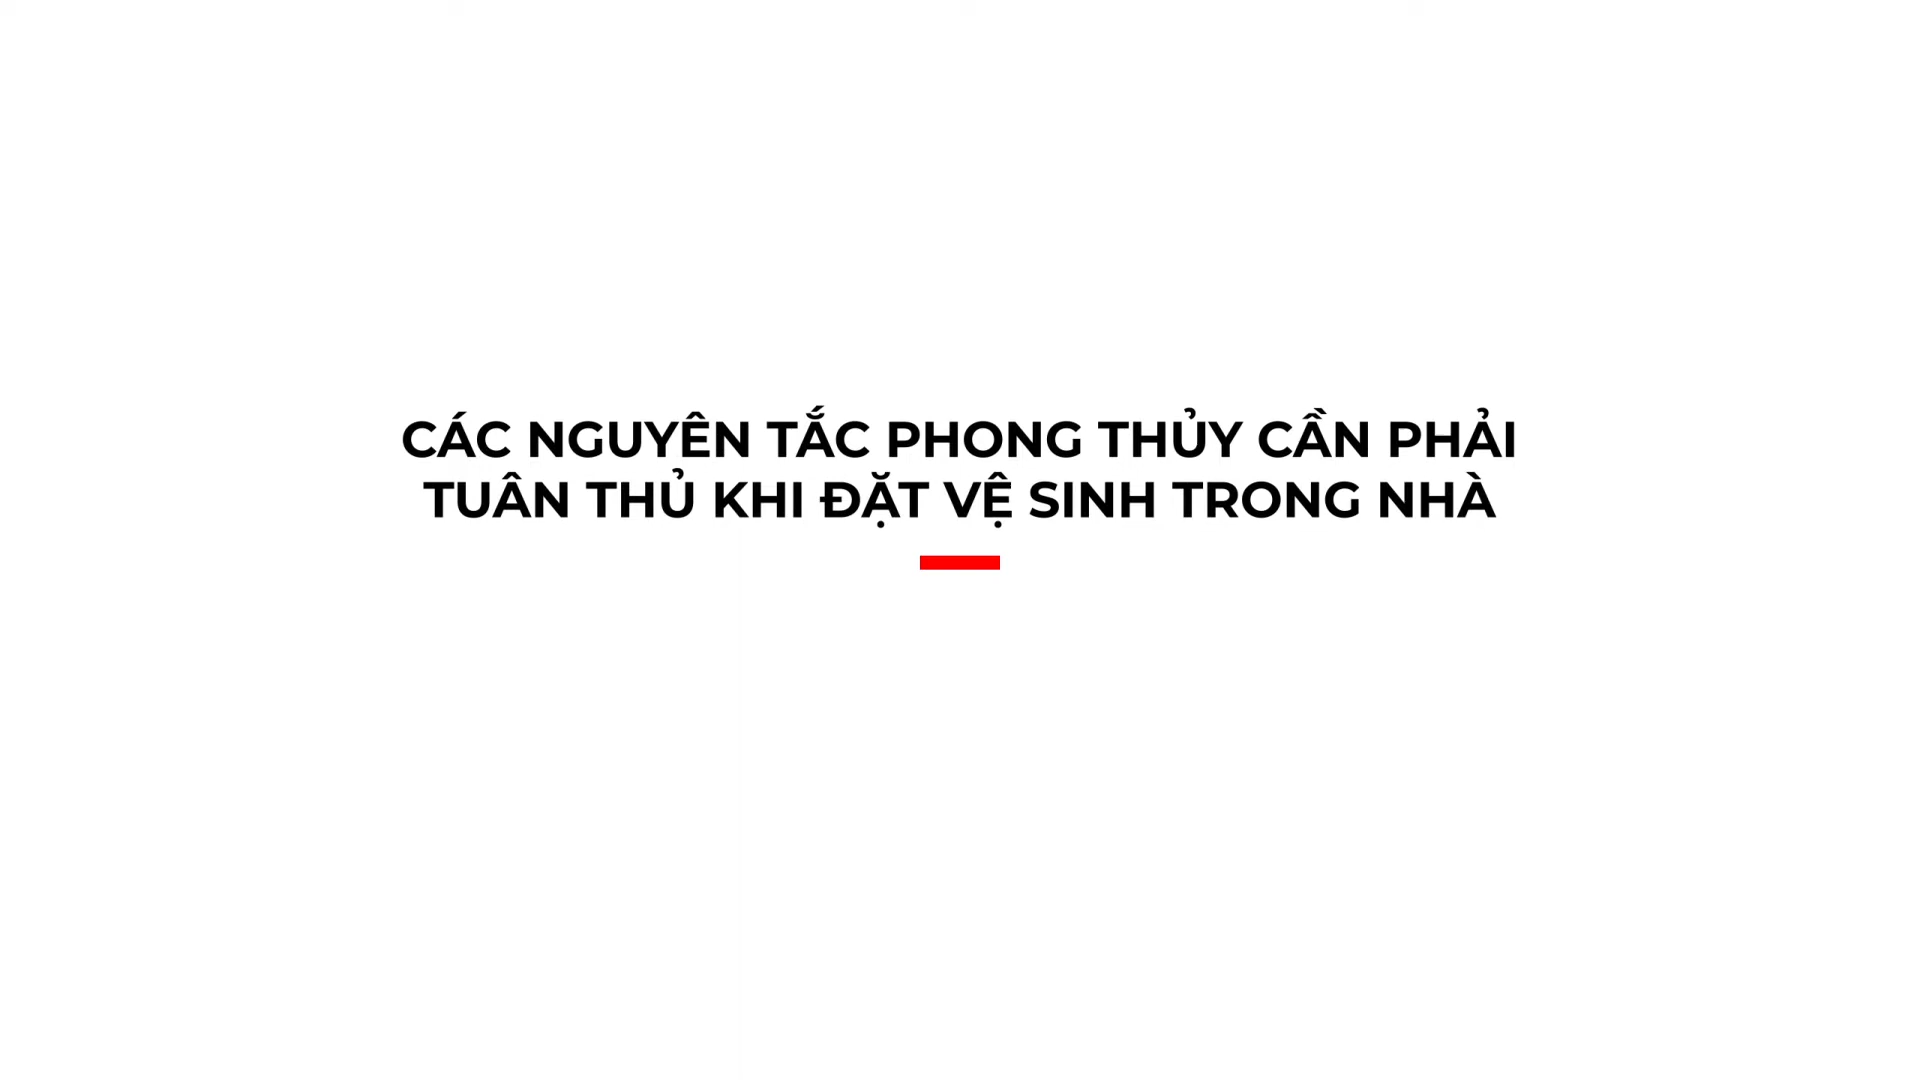 CÁC NGUYÊN TẮC PHONG THỦY CẦN PHẢI
TUÂN THỦ KHI ĐẶT VỆ SINH TRONG NHÀ